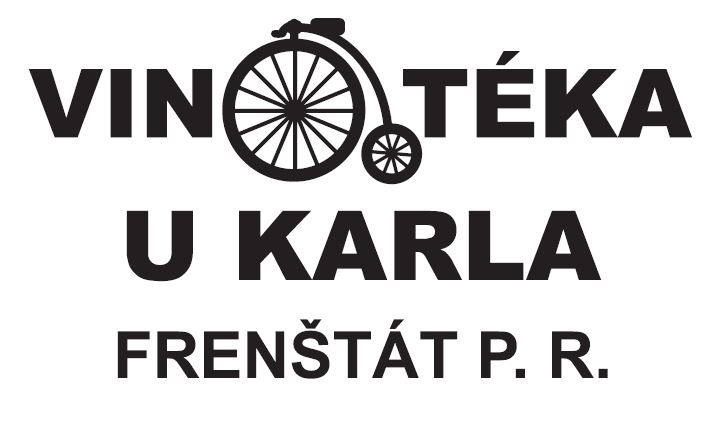 VINOTÉKA
U KARLA
FRENŠTÁT P. R.